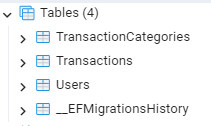 Tables (4)
TransactionCategories
Transactions
Users
__EFMigrationsHistory